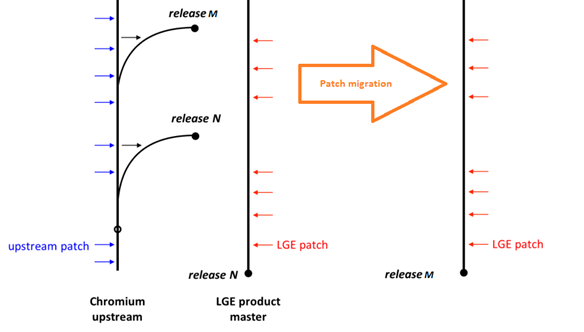 release M
release N
Patch migration
upstream patch
LGE patch
LGE patch
release N
release M
Chromium
upstream
LGE product
master